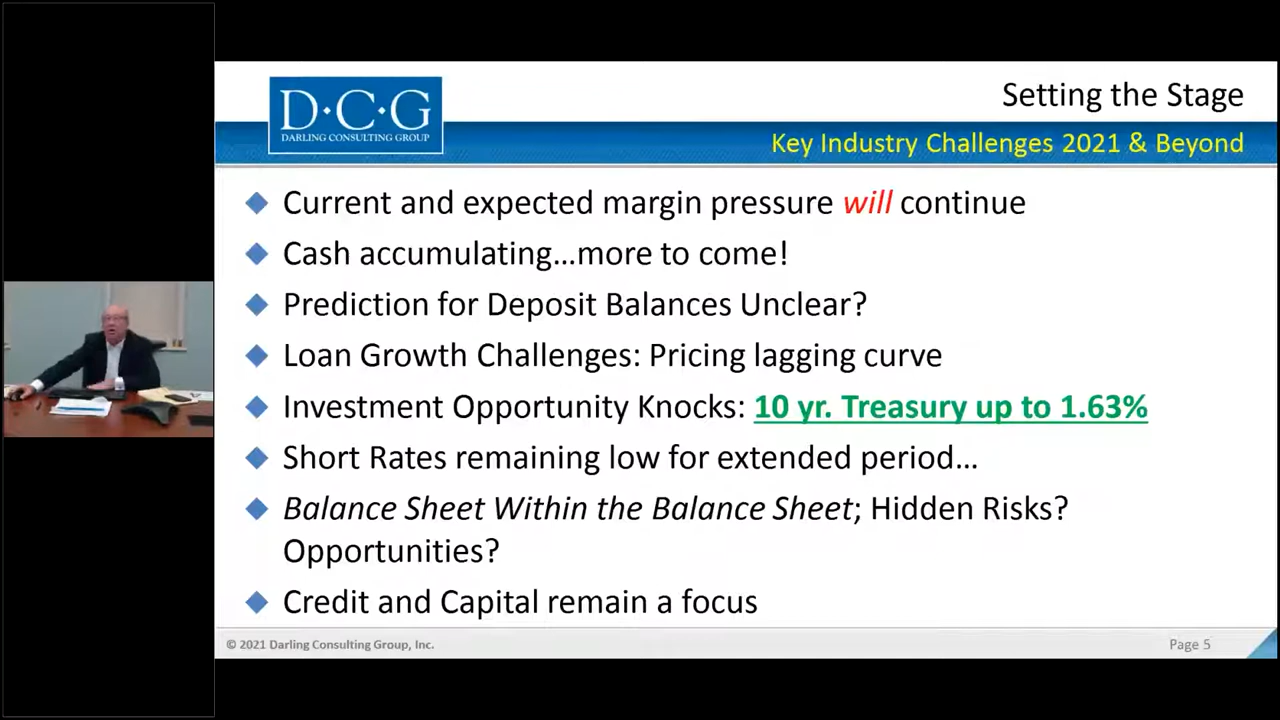 D·C·G
DARLING CONSULTING GROUP
Setting the Stage
Key Industry Challenges 2021 & Beyond
Current and expected margin pressure will continue
Cash accumulating…more to come!
Prediction for Deposit Balances Unclear?
Loan Growth Challenges: Pricing lagging curve
Investment Opportunity Knocks: 10 yr. Treasury up to 1.63%
Short Rates remaining low for extended period…
Balance Sheet Within the Balance Sheet; Hidden Risks?
Opportunities?
Credit and Capital remain a focus
© 2021 Darling Consulting Group, Inc.
Page 5